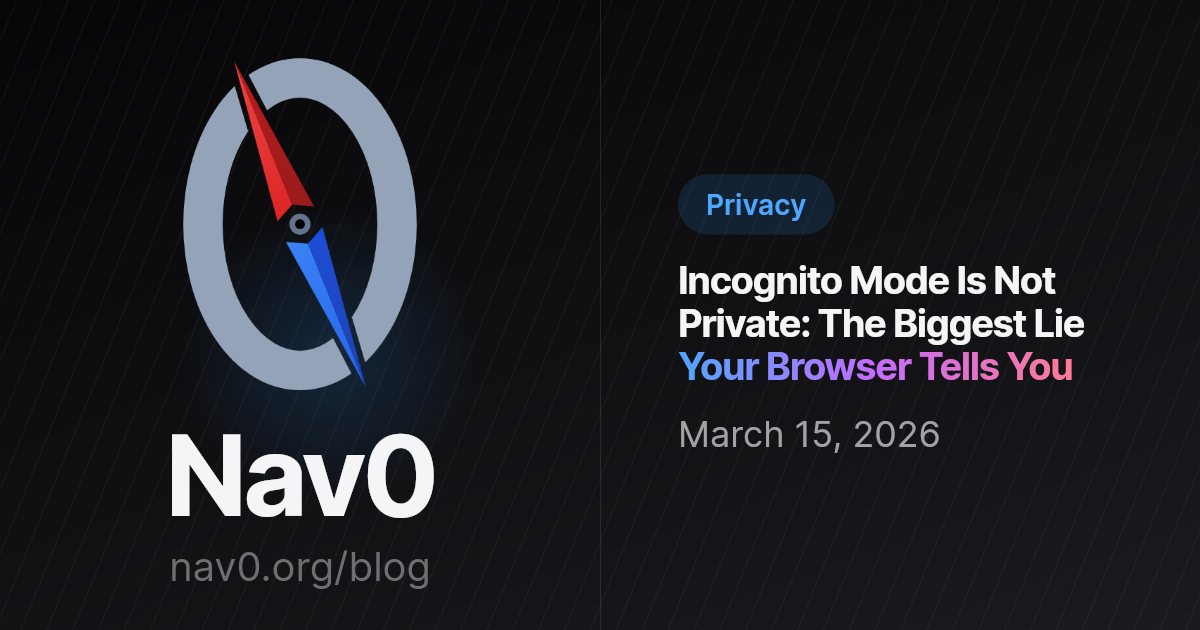 Nav0
nav0.org/blog
Privacy
Incognito Mode Is Not
Private: The Biggest Lie
Your Browser Tells You
March 15, 2026